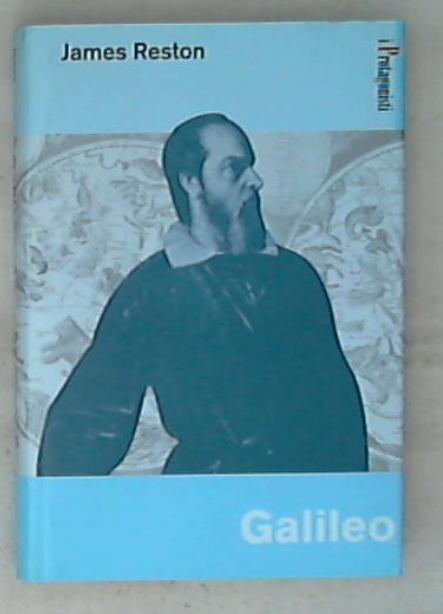 James Reston
i Protagonisti
Galileo